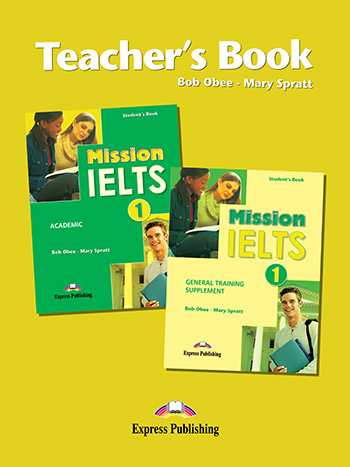 Teacher's Book
Bob Obee - Mary Spratt
Student's Book
Mission
IELTS
1
ACADEMIC
Bob Obee - Mary Spratt
Express Publishing
Student's Book
Mission
IELTS
1
GENERAL TRAINING
SUPPLEMENT
Bob Obee - Mary Spratt
Express Publishing
Express Publishing